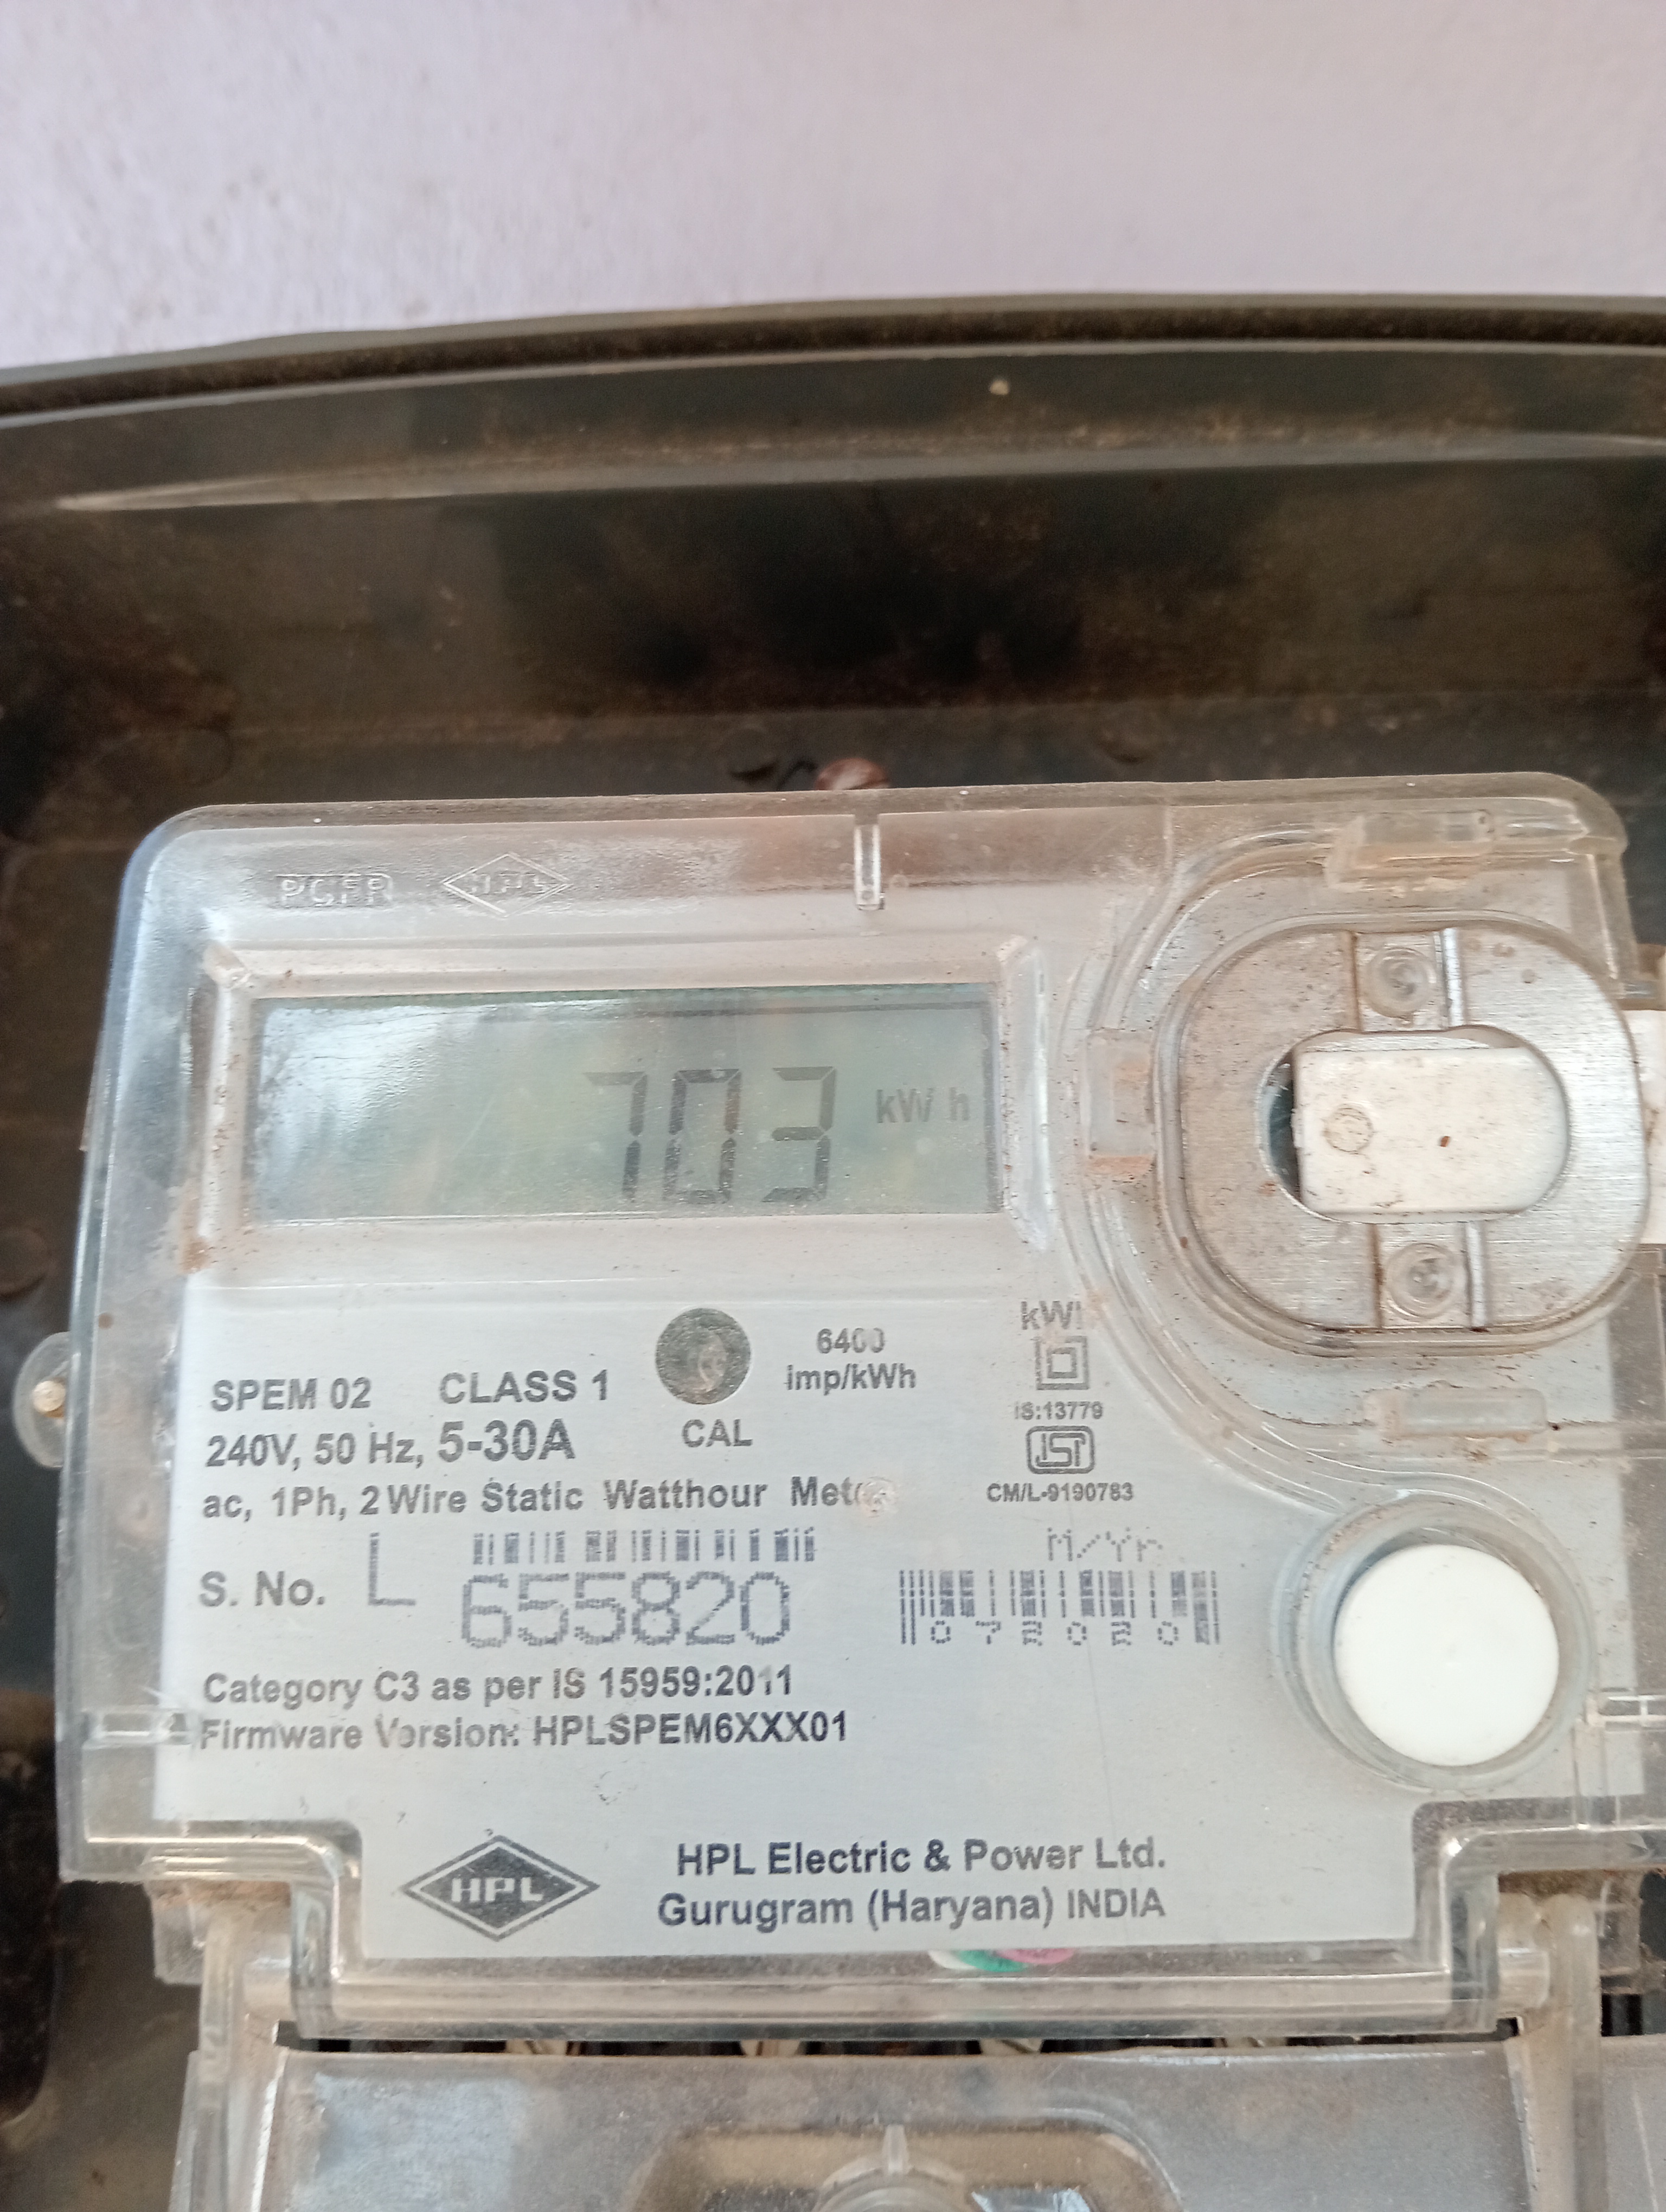 PCFR HPL
703 kWh
SPEM 02 CLASS 1
6400
imp/kWh
CAL
240V, 50 Hz, 5-30A
ac, 1Ph, 2 Wire Static Watthour
IS:13779
ISI
CM/L-9190783
S. No. L 655820
M/Yr
072020
Category C3 as per IS 15959:2011
Firmware Version: HPLSPEM6XXX01
HPL
HPL Electric & Power Ltd.
Gurugram (Haryana) INDIA